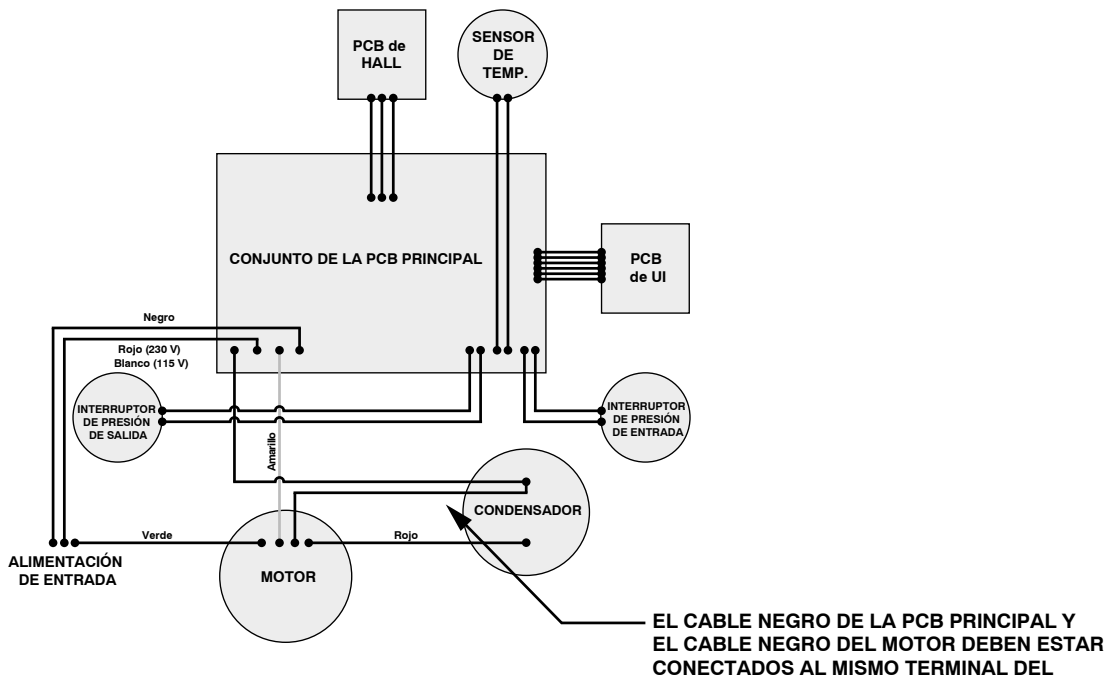 PCB de
HALL
SENSOR
DE
TEMP.
CONJUNTO DE LA PCB PRINCIPAL
PCB
de UI
Negro
Rojo (230 V)
Blanco (115 V)
INTERRUPTOR
DE PRESIÓN
DE SALIDA
INTERRUPTOR
DE PRESIÓN
DE ENTRADA
Amarillo
CONDENSADOR
Verde
Rojo
ALIMENTACIÓN
DE ENTRADA
MOTOR
EL CABLE NEGRO DE LA PCB PRINCIPAL Y
EL CABLE NEGRO DEL MOTOR DEBEN ESTAR
CONECTADOS AL MISMO TERMINAL DEL